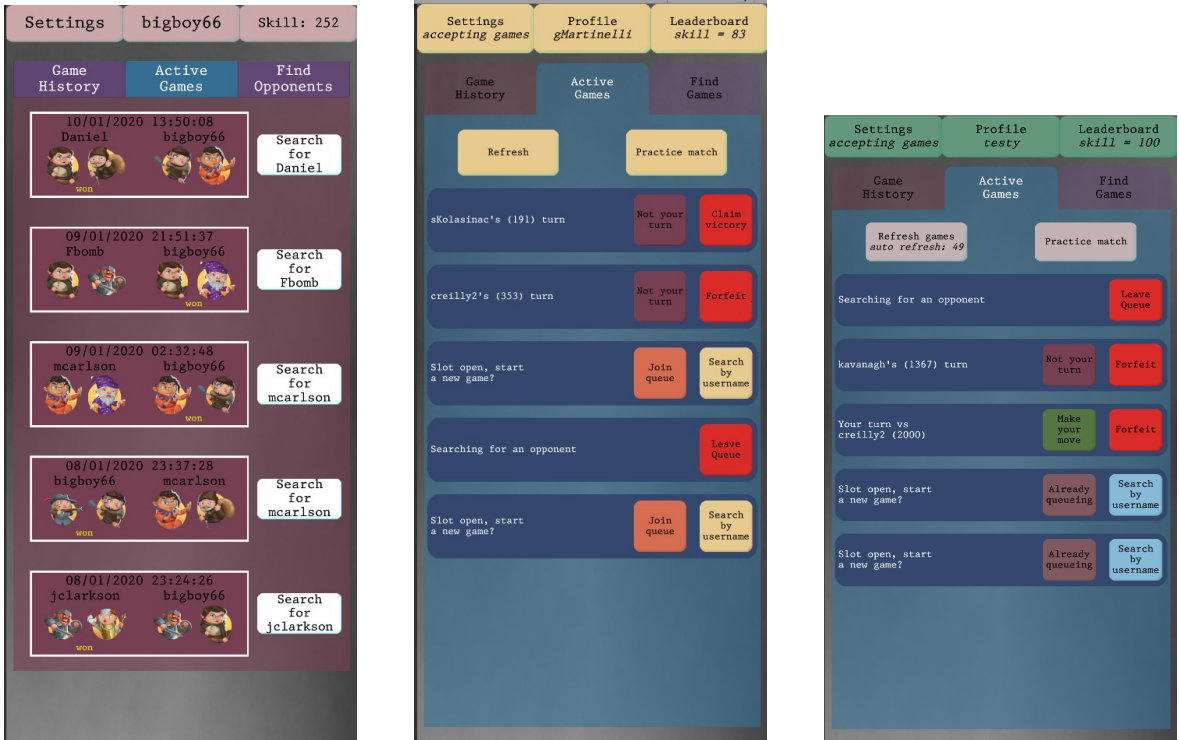 Settings
bigboy66
Skill: 252
Game
History
Active
Games
Find
Opponents
10/01/2020 13:50:08
Daniel
bigboy66
won
Search
for
Daniel
09/01/2020 21:51:37
Fbomb
bigboy66
won
Search
for
Fbomb
09/01/2020 02:32:48
mcarlson
bigboy66
won
Search
for
mcarlson
08/01/2020 23:37:28
bigboy66
mcarlson
won
Search
for
mcarlson
08/01/2020 23:24:26
jclarkson
bigboy66
won
Search
for
jclarkson
Settings
accepting games
Profile
gMartinelli
Leaderboard
skill = 83
Game
History
Active
Games
Find
Games
Refresh
Practice match
sKolasinac's (191) turn
Not your
turn
Claim
victory
creilly2's (353) turn
Not your
turn
Forfeit
Slot open, start
a new game?
Join
queue
Search
by
username
Searching for an opponent
Leave
Queue
Slot open, start
a new game?
Join
queue
Search
by
username
Settings
accepting games
Profile
testy
Leaderboard
skill = 100
Game
History
Active
Games
Find
Games
Refresh games
auto refresh: 49
Practice match
Searching for an opponent
Leave
Queue
kavanagh's (1367) turn
Not your
turn
Forfeit
Your turn vs
creilly2 (2000)
Make
your
move
Forfeit
Slot open, start
a new game?
Already
queueing
Search
by
username
Slot open, start
a new game?
Already
queueing
Search
by
username